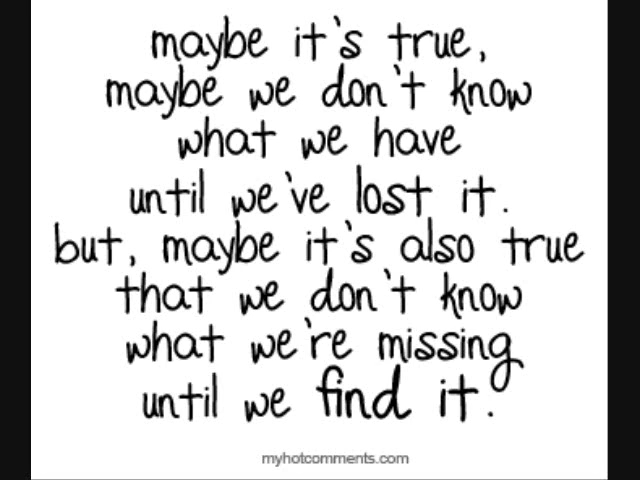 maybe it's true,
maybe we don't know
what we have
until we've lost it.
but, maybe it's also true
that we don't know
what we're missing
until we find it.
myhotcomments.com